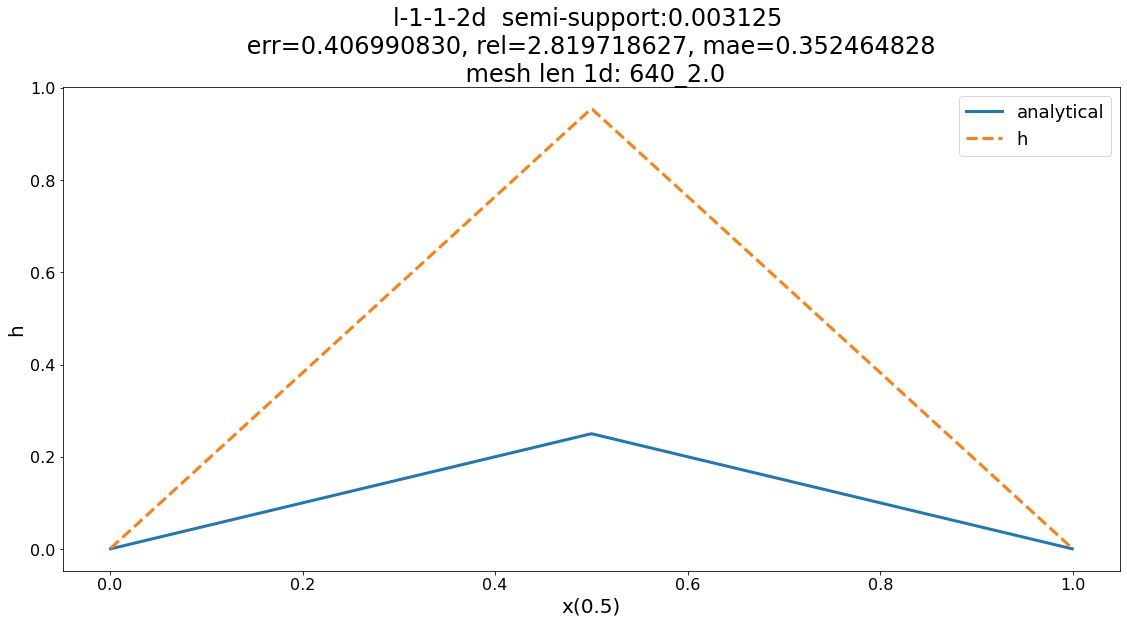 l-1-1-2d  semi-support:0.003125
err=0.406990830, rel=2.819718627, mae=0.352464828
mesh len 1d: 640_2.0
1.0
0.8
0.6
0.4
0.2
0.0
h
analytical
h
0.0
0.2
0.4
0.6
0.8
1.0
x(0.5)